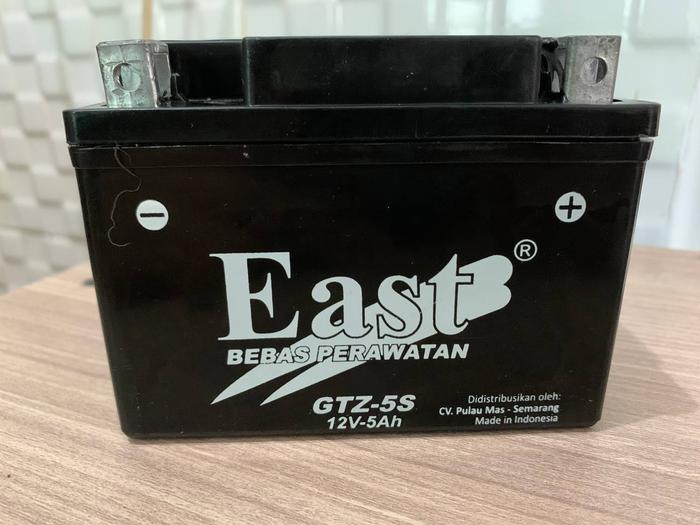 - +
East ®
BEBAS PERAWATAN
GTZ-5S
12V-5Ah
Didistribusikan oleh:
CV. Pulau Mas - Semarang
Made in Indonesia